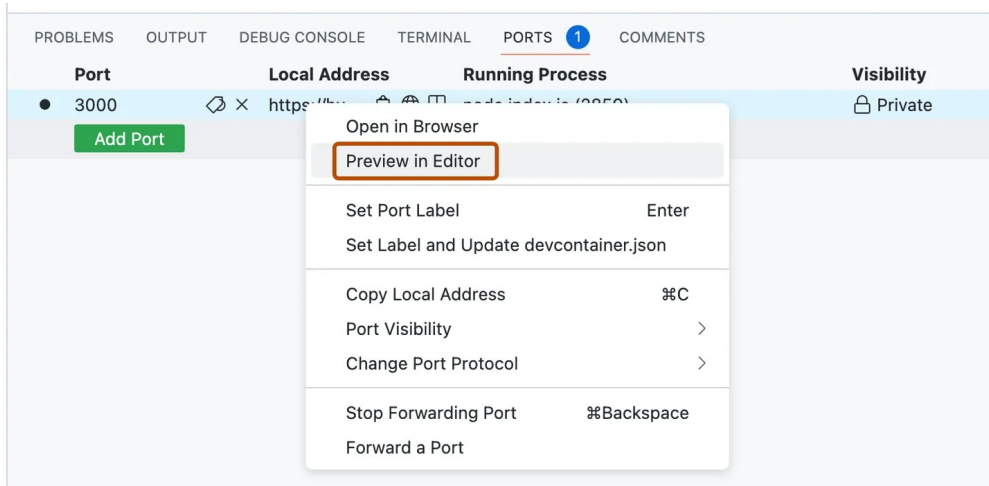 PROBLEMS OUTPUT DEBUG CONSOLE TERMINAL PORTS 1 COMMENTS
Port Local Address Running Process Visibility
3000 Private
Add Port
Open in Browser
Preview in Editor
Set Port Label Enter
Set Label and Update devcontainer.json
Copy Local Address ⌘C
Port Visibility
Change Port Protocol
Stop Forwarding Port ⌘Backspace
Forward a Port